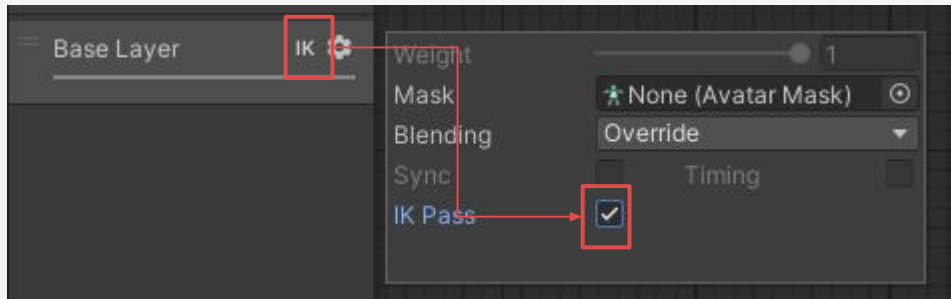 Base Layer IK
Weight 1
Mask None (Avatar Mask)
Blending Override
Sync Timing
IK Pass